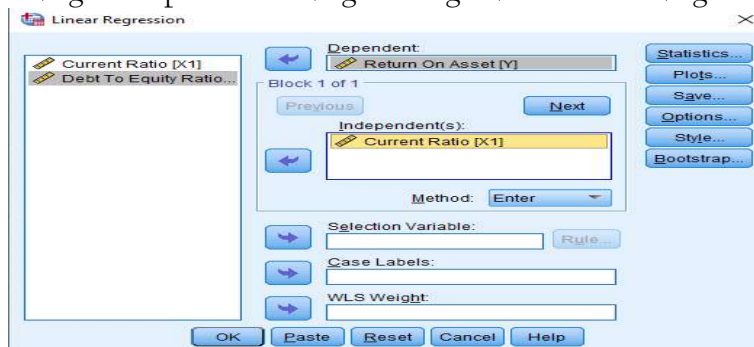 Linear Regression
Current Ratio [X1]
Debt To Equity Ratio...
Dependent:
Return On Asset [Y]
Block 1 of 1
Previous
Next
Independent(s):
Current Ratio [X1]
Method: Enter
Selection Variable:
Rule...
Case Labels:
WLS Weight:
OK Paste Reset Cancel Help
Statistics...
Plots...
Save...
Options...
Style...
Bootstrap...